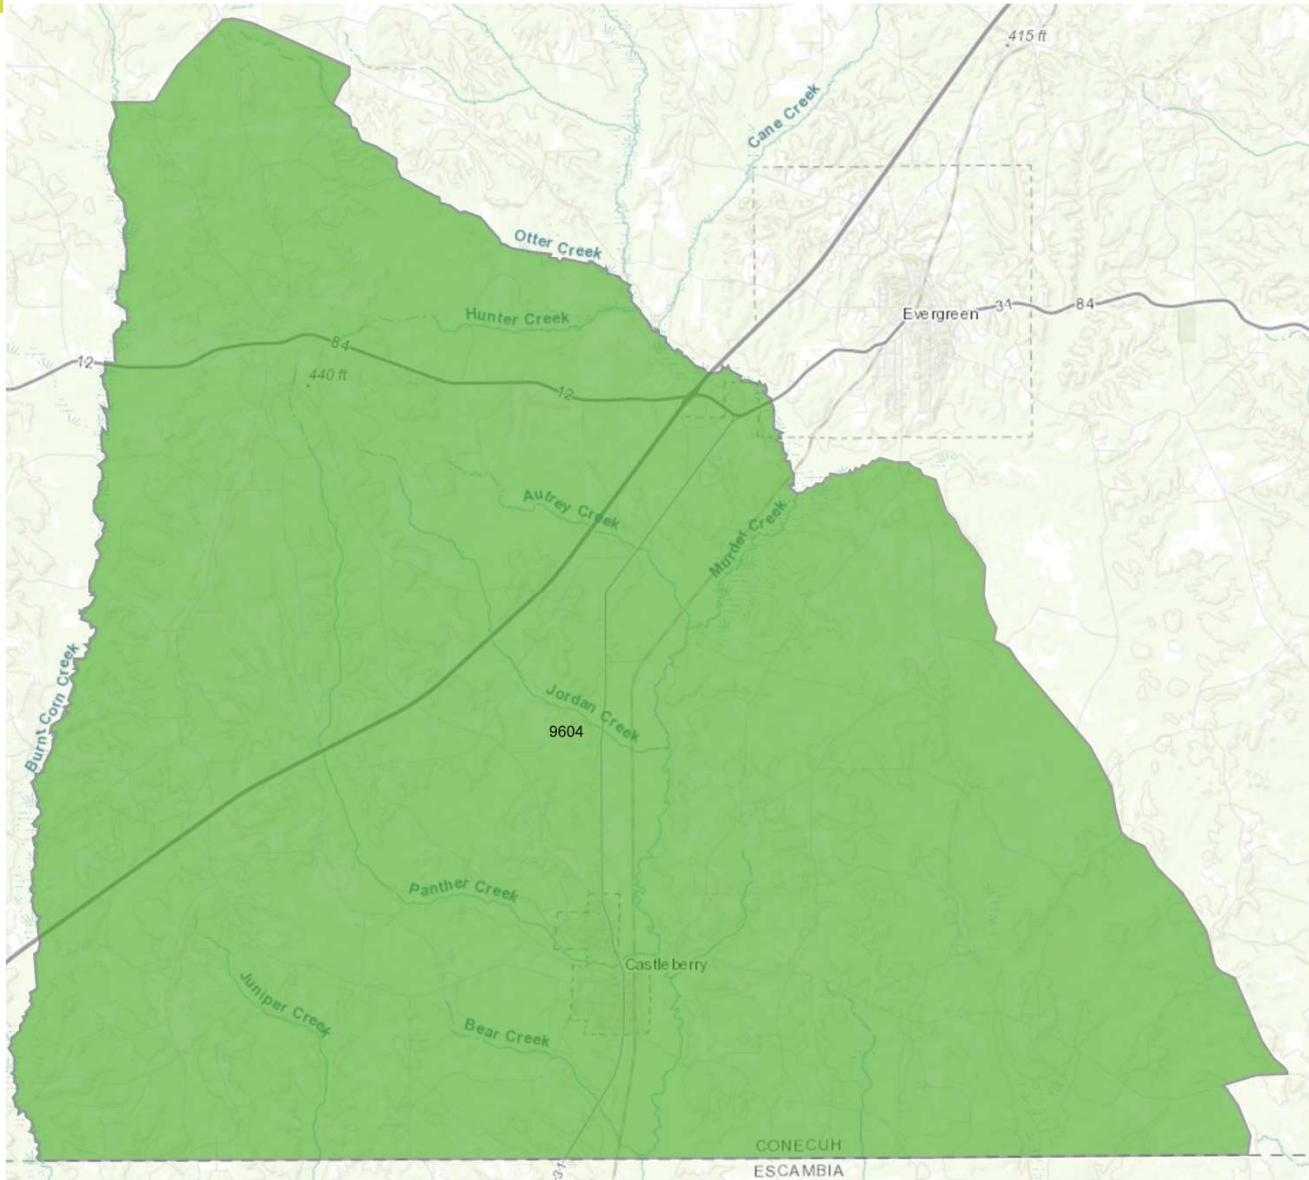 415 ft
Cane Creek
Otter Creek
Hunter Creek
Evergreen
31
84
84
12
440 ft
12
Autrey Creek
Murder Creek
Burnt Corn Creek
Jordan Creek
9604
Panther Creek
Castleberry
Juniper Creek
Bear Creek
CONECUH
31
ESCAMBIA